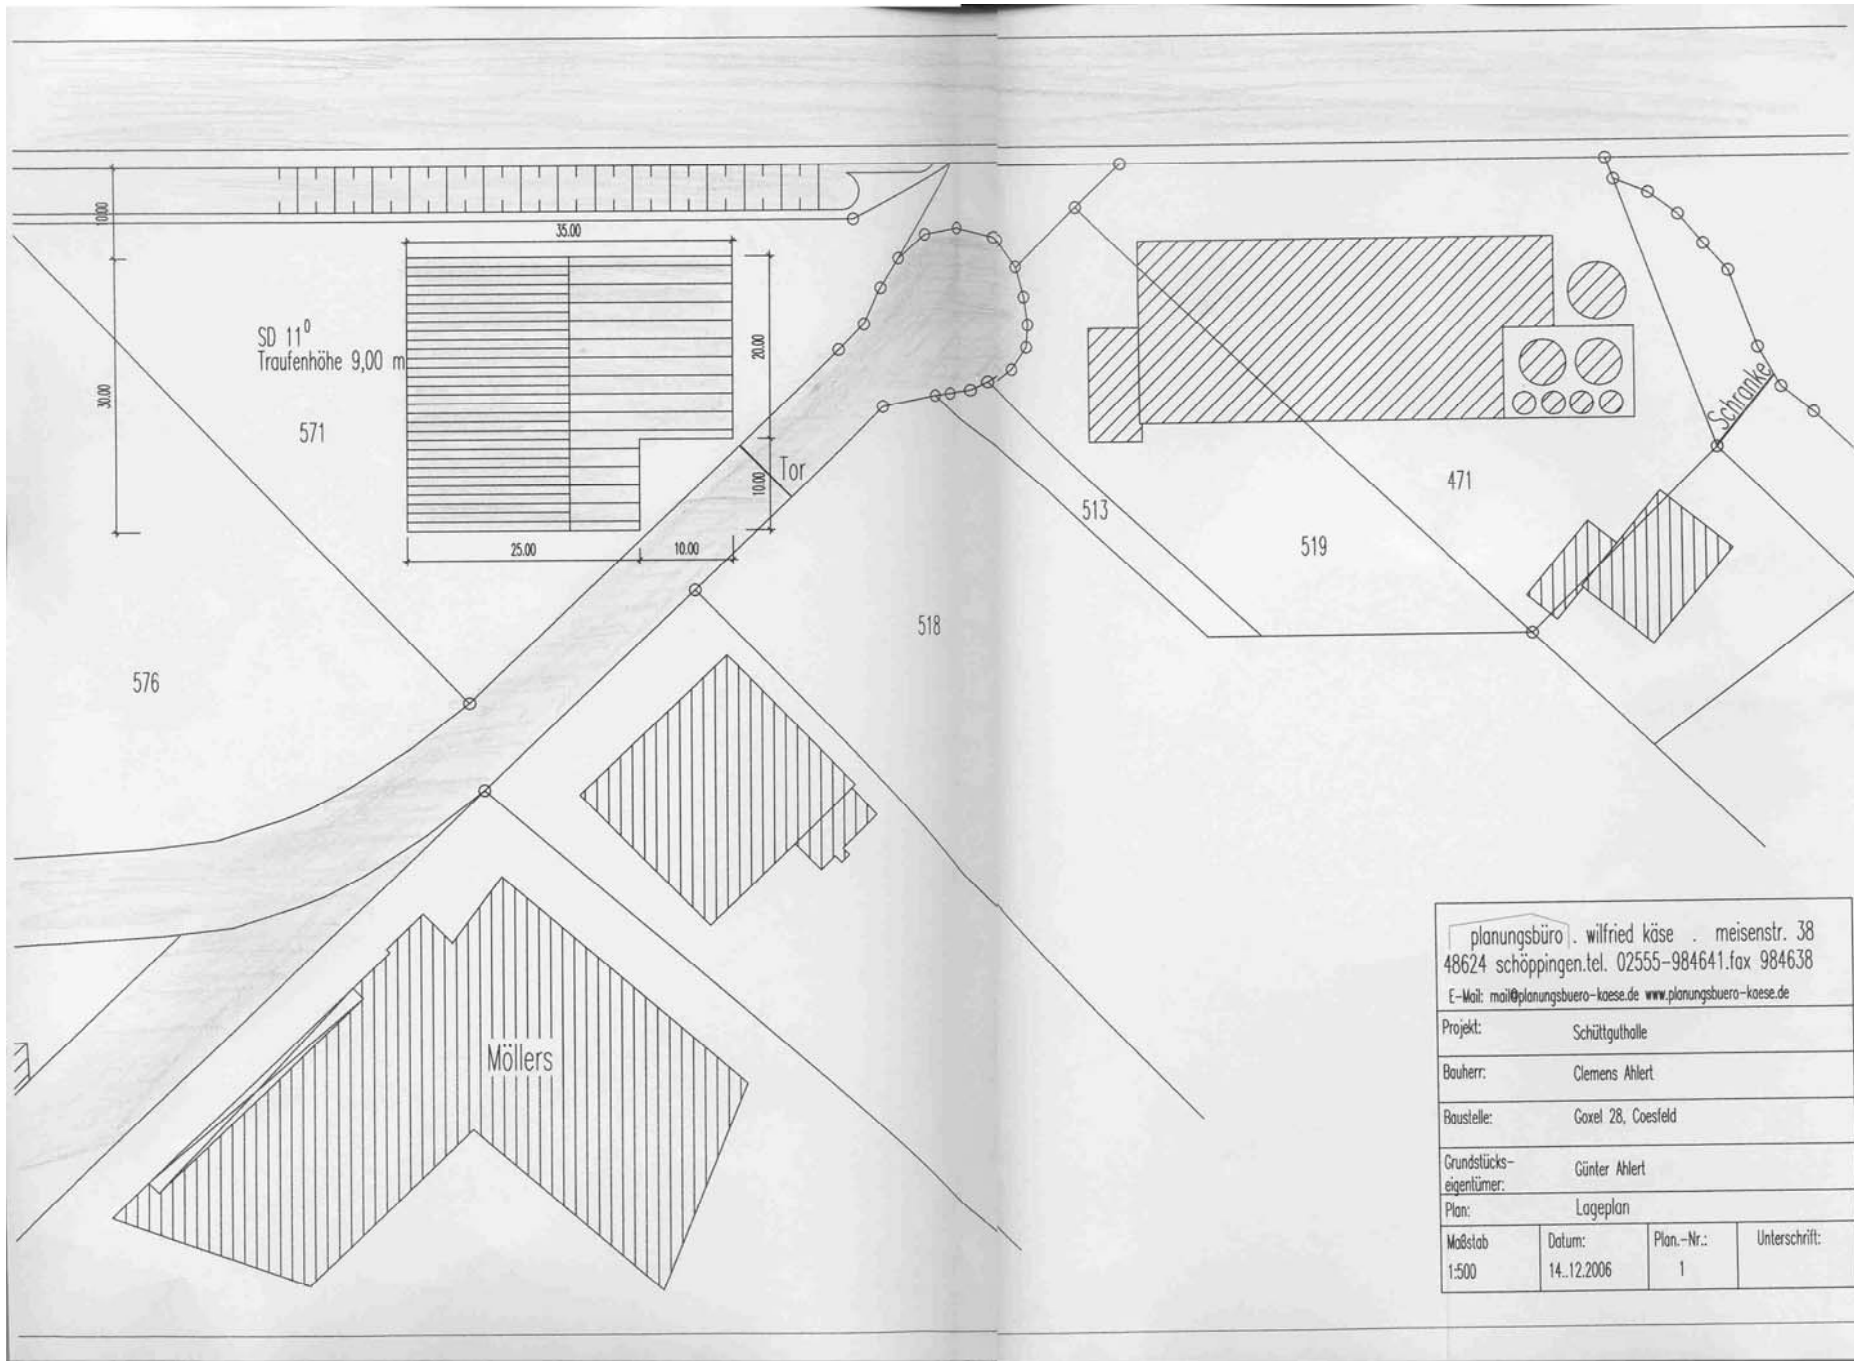 10.00
35.00
SD 11⁰
Traufenhöhe 9,00 m
30.00
20.00
571
Tor
10.00
25.00
10.00
576
518
513
519
471
Schranke
Möllers
planungsbüro . wilfried käse . meisenstr. 38
48624 schöppingen.tel. 02555-984641.fax 984638
E-Mail: mail@planungsbuero-kaese.de www.planungsbuero-kaese.de
Projekt: Schüttguthalle
Bauherr: Clemens Ahlert
Baustelle: Goxel 28, Coesfeld
Grundstücks-
eigentümer: Günter Ahlert
Plan: Lageplan
Maßstab Datum: Plan.-Nr.: Unterschrift:
1:500 14..12.2006 1